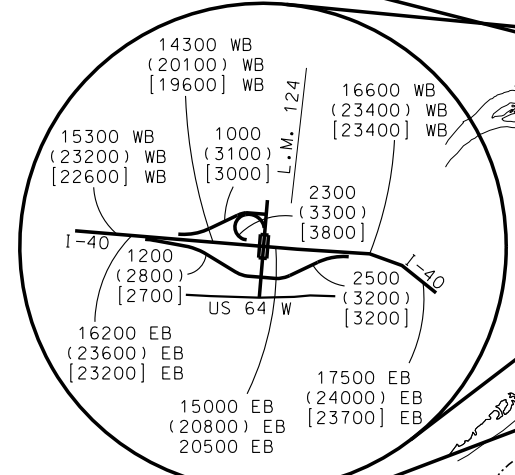 14300 WB
(20100) WB
[19600] WB
L.M. 124
16600 WB
(23400) WB
[23400] WB
15300 WB
(23200) WB
[22600] WB
1000
(3100)
[3000]
2300
(3300)
[3800]
I-40
1200
(2800)
[2700]
I-40
2500
(3200)
[3200]
US 64 W
16200 EB
(23600) EB
[23200] EB
17500 EB
(24000) EB
[23700] EB
15000 EB
(20800) EB
20500 EB